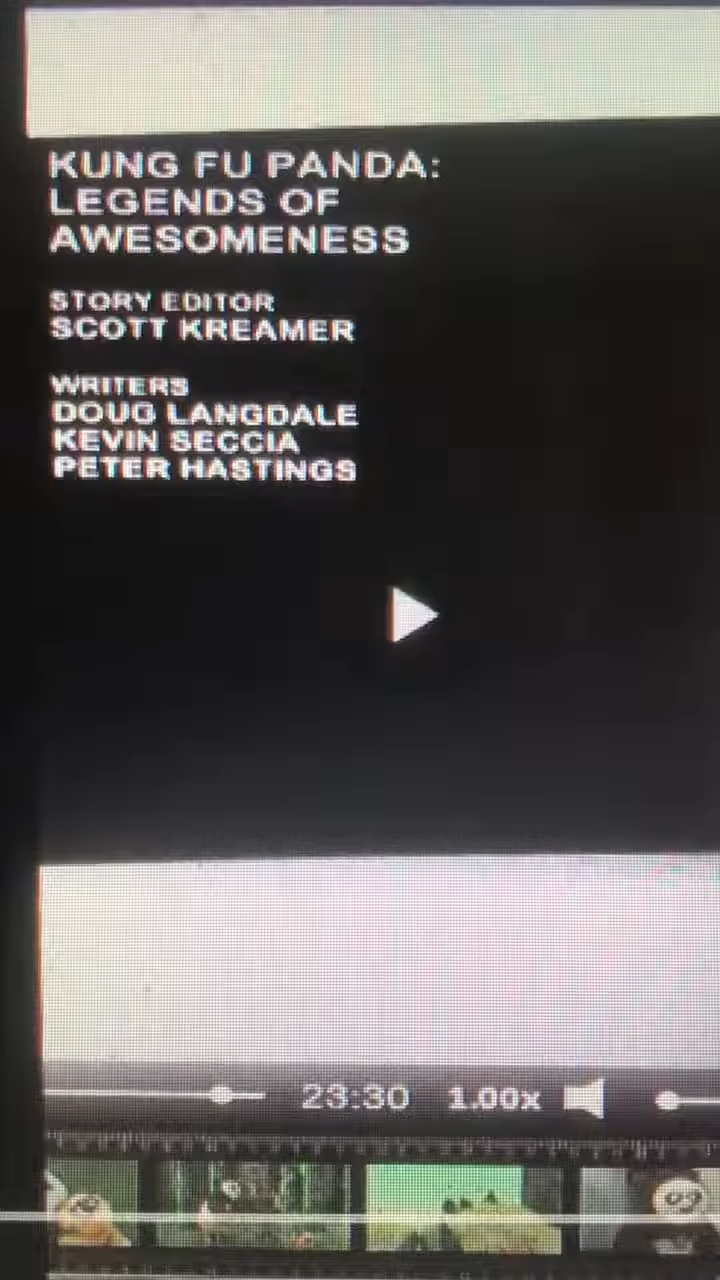 KUNG FU PANDA:
LEGENDS OF
AWESOMENESS
STORY EDITOR
SCOTT KREAMER
WRITERS
DOUG LANGDALE
KEVIN SECCIA
PETER HASTINGS
23:30 1.00x